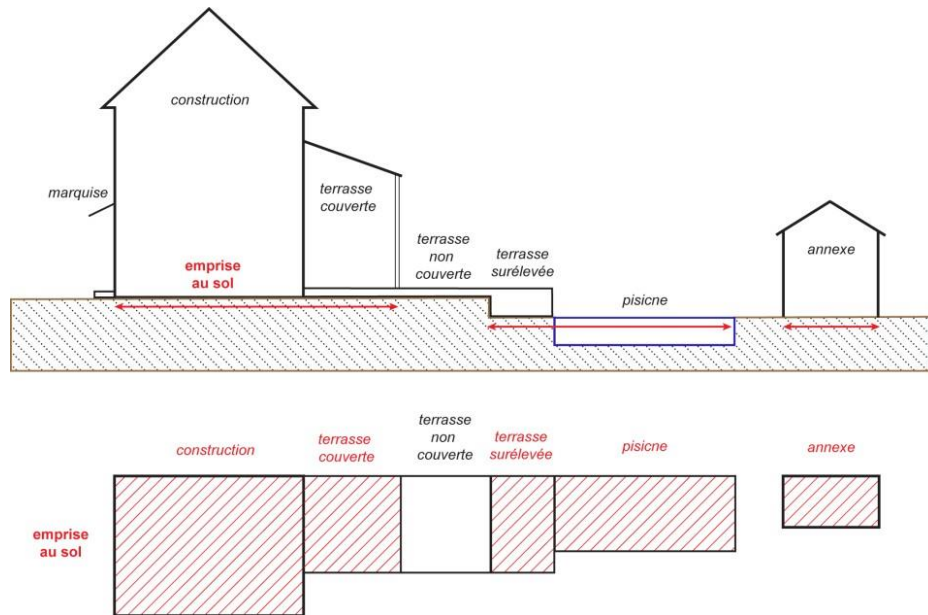 construction
marquise
terrasse
couverte
terrasse
non
couverte
terrasse
surélevée
annexe
emprise
au sol
pisicne
construction
terrasse
couverte
terrasse
non
couverte
terrasse
surélevée
pisicne
annexe
emprise
au sol